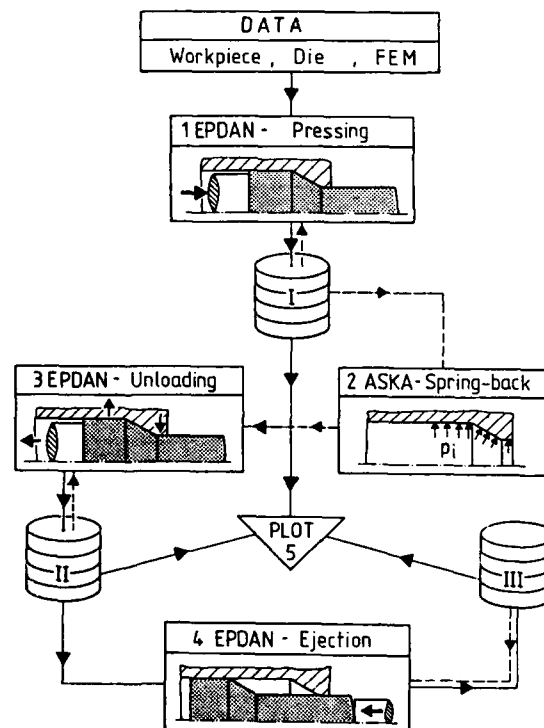 DATA
Workpiece, Die, FEM
1 EPDAN - Pressing
I
3 EPDAN - Unloading
2 ASKA - Spring-back
pi
PLOT
5
II
III
4 EPDAN - Ejection